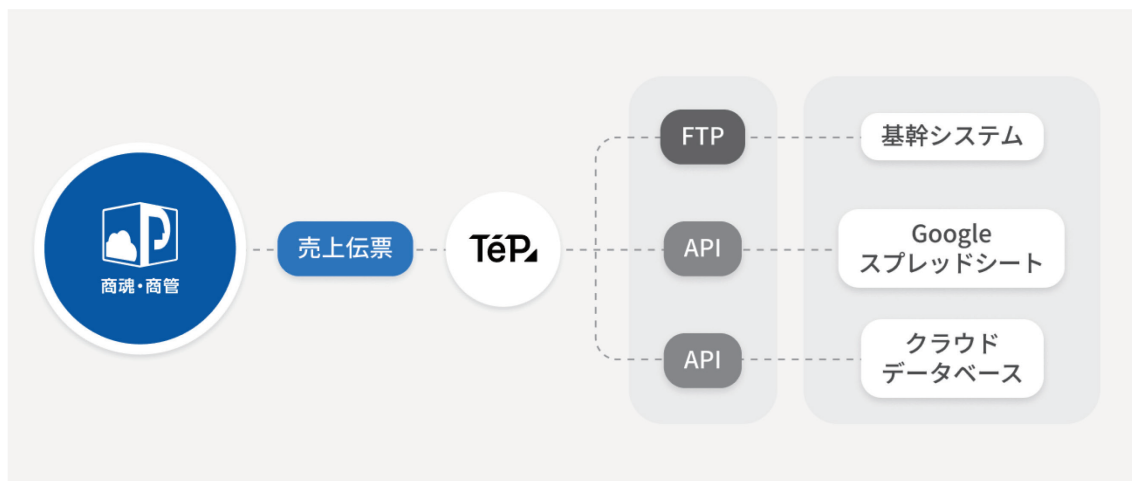 商魂・商管
売上伝票
TéP
FTP
基幹システム
API
Google
スプレッドシート
API
クラウド
データベース